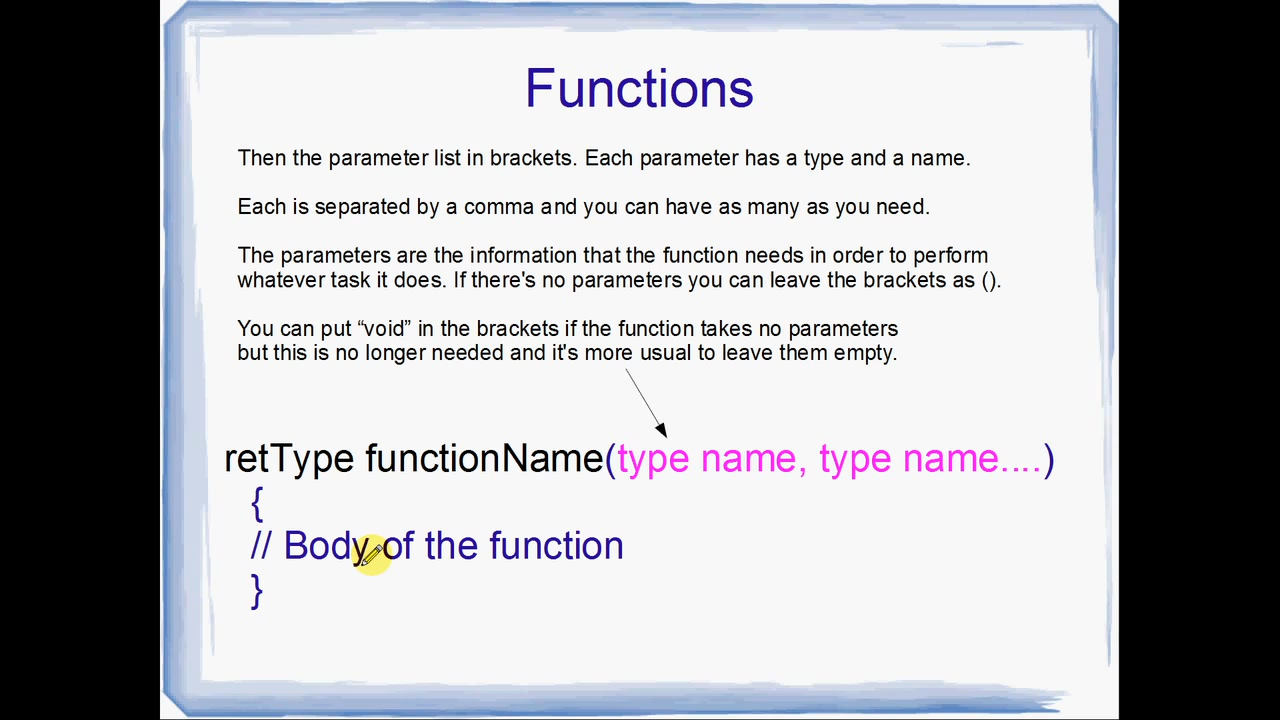 Functions
Then the parameter list in brackets. Each parameter has a type and a name.
Each is separated by a comma and you can have as many as you need.
The parameters are the information that the function needs in order to perform
whatever task it does. If there's no parameters you can leave the brackets as ().
You can put “void” in the brackets if the function takes no parameters
but this is no longer needed and it's more usual to leave them empty.
retType functionName(type name, type name....)
{
// Body of the function
}